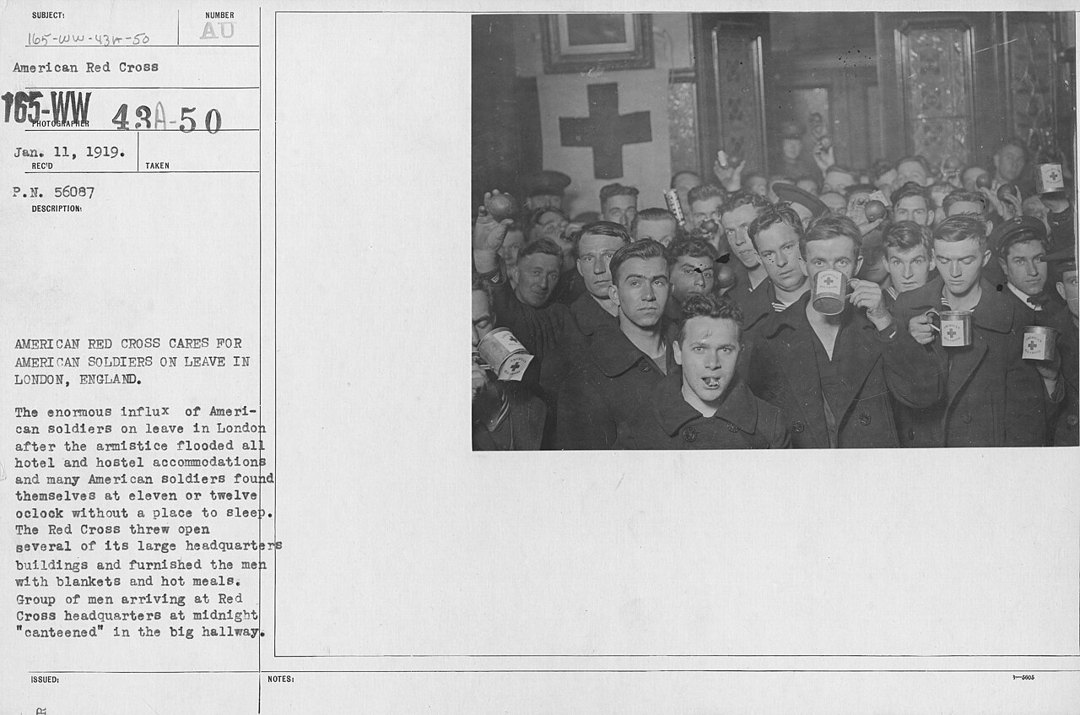 SUBJECT:
NUMBER
165-WW-43A-50
AU
American Red Cross
165-WW 43A-50
PHOTOGRAPHER
Jan. 11, 1919.
REC'D
TAKEN
P.N. 56087
DESCRIPTION:
AMERICAN RED CROSS CARES FOR
AMERICAN SOLDIERS ON LEAVE IN
LONDON, ENGLAND.
The enormous influx of Ameri-
can soldiers on leave in London
after the armistice flooded all
hotel and hostel accommodations
and many American soldiers found
themselves at eleven or twelve
oclock without a place to sleep.
The Red Cross threw open
several of its large headquarters
buildings and furnished the men
with blankets and hot meals.
Group of men arriving at Red
Cross headquarters at midnight
"canteened" in the big hallway.
ISSUED:
NOTES:
3—5605